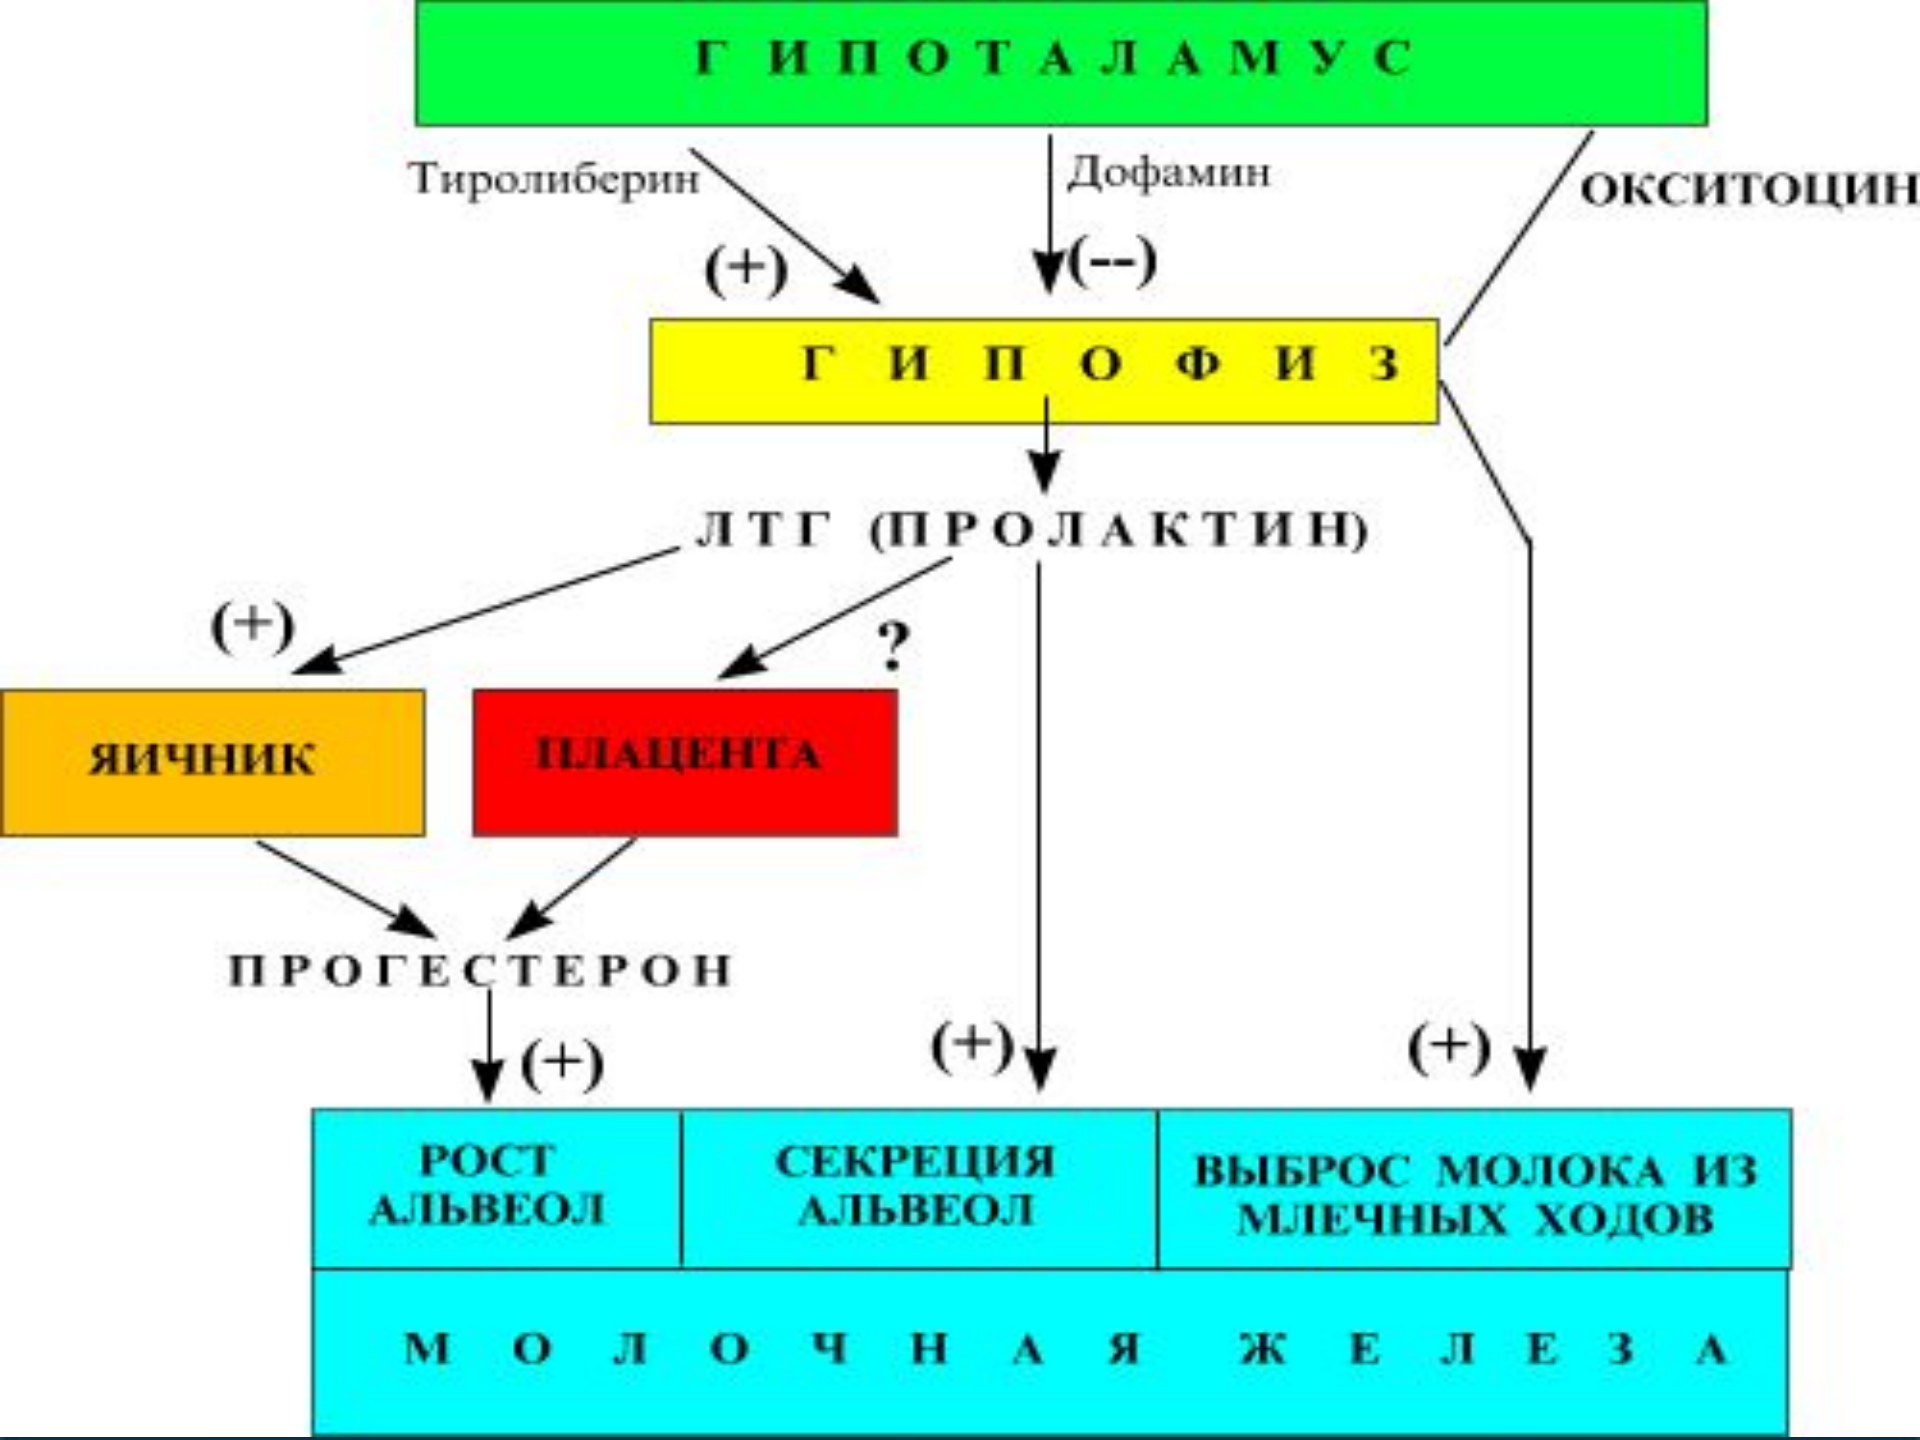 ГИПОТАЛАМУС
Тиролиберин
Дофамин
ОКСИТОЦИН
(+)
(--)
ГИПОФИЗ
ЛТГ (ПРОЛАКТИН)
(+)
?
ЯИЧНИК
ПЛАЦЕНТА
ПРОГЕСТЕРОН
(+)
(+)
(+)
РОСТ
АЛЬВЕОЛ
СЕКРЕЦИЯ
АЛЬВЕОЛ
ВЫБРОС МОЛОКА ИЗ
МЛЕЧНЫХ ХОДОВ
МОЛОЧНАЯ ЖЕЛЕЗА